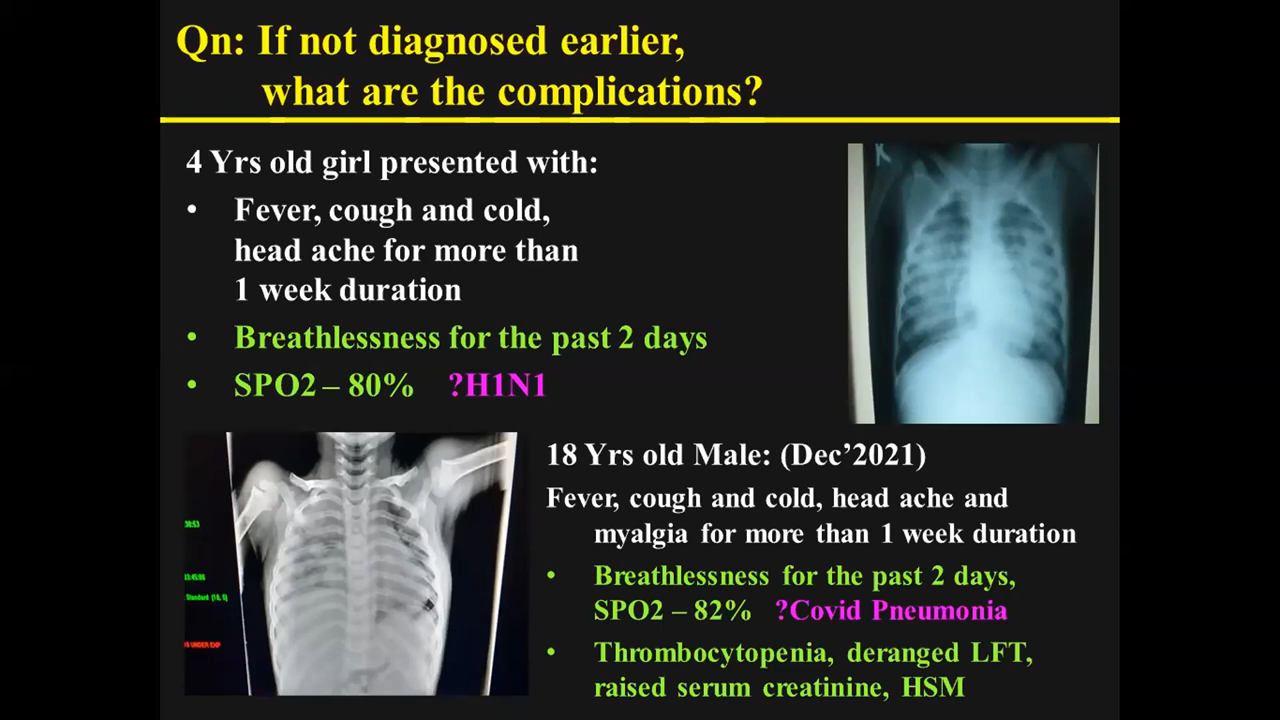 Qn: If not diagnosed earlier,
what are the complications?
4 Yrs old girl presented with:
• Fever, cough and cold,
head ache for more than
1 week duration
• Breathlessness for the past 2 days
• SPO2 – 80% ?H1N1
18 Yrs old Male: (Dec’2021)
Fever, cough and cold, head ache and
myalgia for more than 1 week duration
• Breathlessness for the past 2 days,
SPO2 – 82% ?Covid Pneumonia
• Thrombocytopenia, deranged LFT,
raised serum creatinine, HSM
UNDER EXP